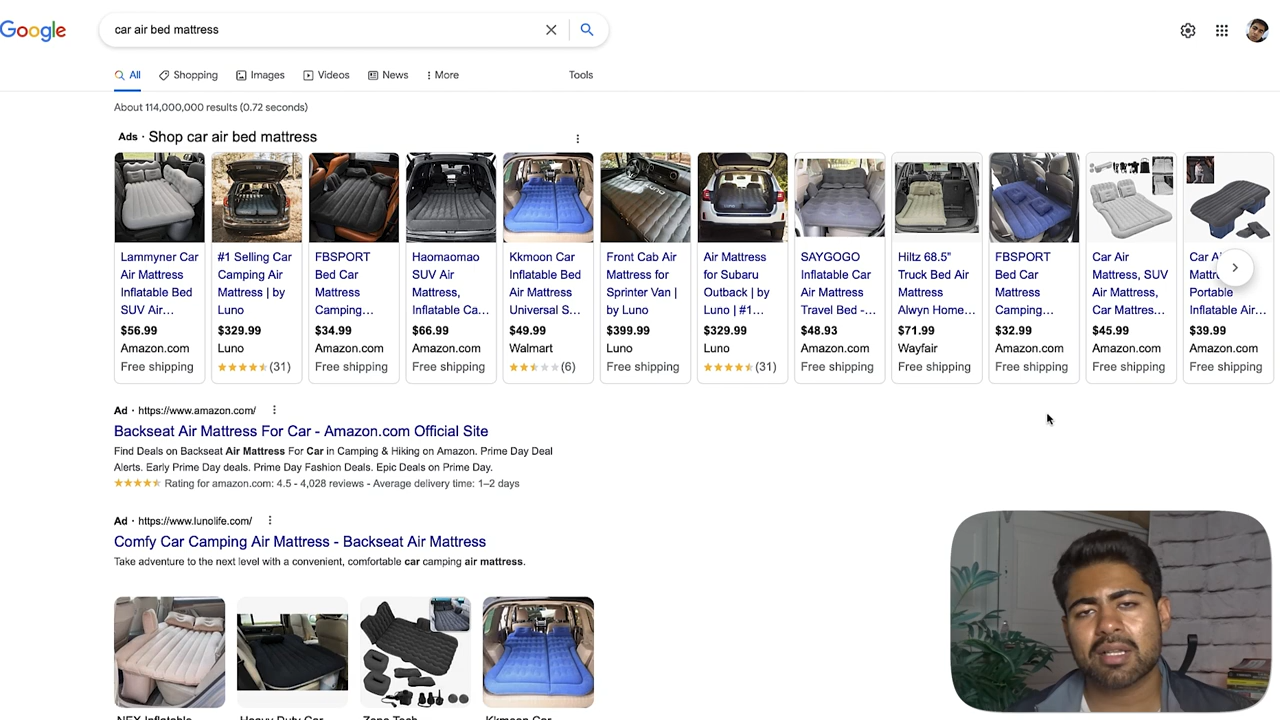 Google
car air bed mattress
All
Shopping
Images
Videos
News
More
Tools
About 114,000,000 results (0.72 seconds)
Ads · Shop car air bed mattress
Lammyner Car
Air Mattress
Inflatable Bed
SUV Air...
$56.99
Amazon.com
Free shipping
#1 Selling Car
Camping Air
Mattress | by
Luno
$329.99
Luno
(31)
FBSPORT
Bed Car
Mattress
Camping...
$34.99
Amazon.com
Free shipping
Haomaomao
SUV Air
Mattress,
Inflatable Ca...
$66.99
Amazon.com
Free shipping
Kkmoon Car
Inflatable Bed
Air Mattress
Universal S...
$49.99
Walmart
(6)
luno
Front Cab Air
Mattress for
Sprinter Van |
by Luno
$399.99
Luno
Free shipping
Air Mattress
for Subaru
Outback | by
Luno | #1...
$329.99
Luno
(31)
SAYGOGO
Inflatable Car
Air Mattress
Travel Bed -...
$48.93
Amazon.com
Free shipping
Hiltz 68.5"
Truck Bed Air
Mattress
Alwyn Home...
$71.99
Wayfair
Free shipping
FBSPORT
Bed Car
Mattress
Camping...
$32.99
Amazon.com
Free shipping
Car Air
Mattress, SUV
Air Mattress,
Car Mattres...
$45.99
Amazon.com
Free shipping
Car
Mattress
Portable
Inflatable Air...
$39.99
Amazon.com
Free shipping
Ad · https://www.amazon.com/
Backseat Air Mattress For Car - Amazon.com Official Site
Find Deals on Backseat Air Mattress For Car in Camping & Hiking on Amazon. Prime Day Deal
Alerts. Early Prime Day deals. Prime Day Fashion Deals. Epic Deals on Prime Day.
Rating for amazon.com: 4.5 - 4,028 reviews - Average delivery time: 1–2 days
Ad · https://www.lunolife.com/
Comfy Car Camping Air Mattress - Backseat Air Mattress
Take adventure to the next level with a convenient, comfortable car camping air mattress.